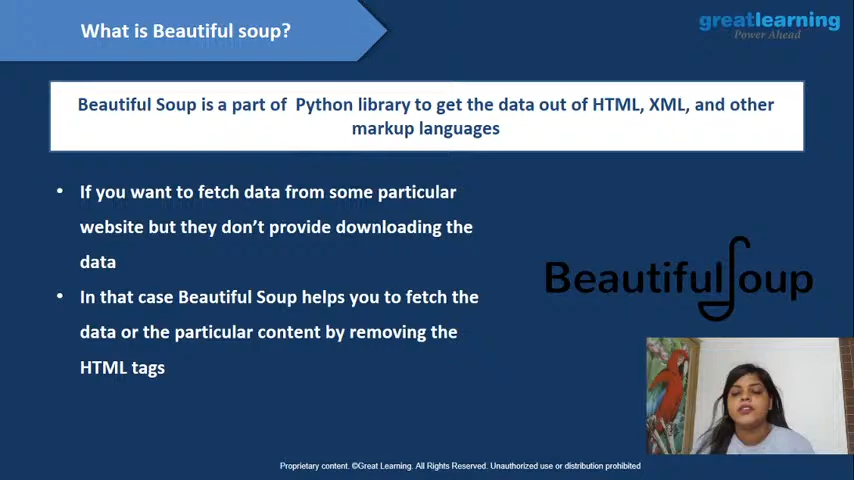 What is Beautiful soup?
greatlearning
Power Ahead
Beautiful Soup is a part of Python library to get the data out of HTML, XML, and other
markup languages
• If you want to fetch data from some particular
website but they don't provide downloading the
data
• In that case Beautiful Soup helps you to fetch the
data or the particular content by removing the
HTML tags
BeautifulSoup
Proprietary content. ©Great Learning. All Rights Reserved. Unauthorized use or distribution prohibited